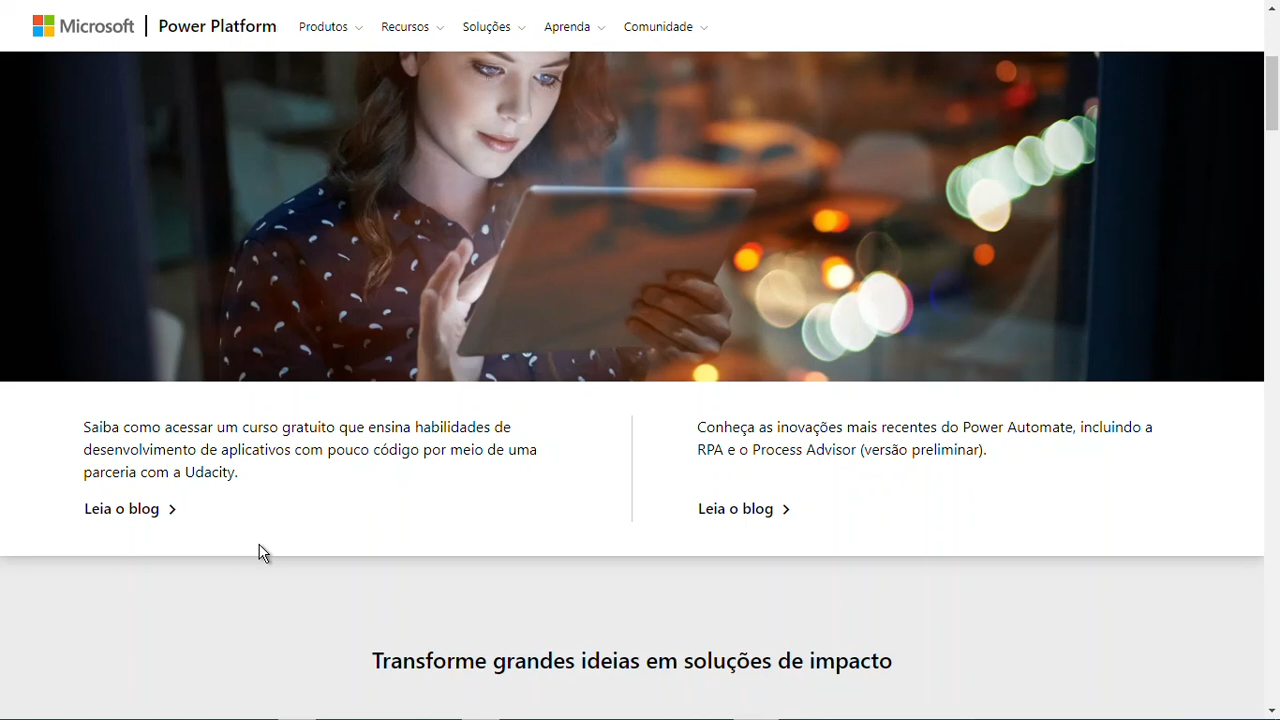 Microsoft Power Platform Produtos Recursos Soluções Aprenda Comunidade
Saiba como acessar um curso gratuito que ensina habilidades de
desenvolvimento de aplicativos com pouco código por meio de uma
parceria com a Udacity.
Leia o blog
Conheça as inovações mais recentes do Power Automate, incluindo a
RPA e o Process Advisor (versão preliminar).
Leia o blog
Transforme grandes ideias em soluções de impacto